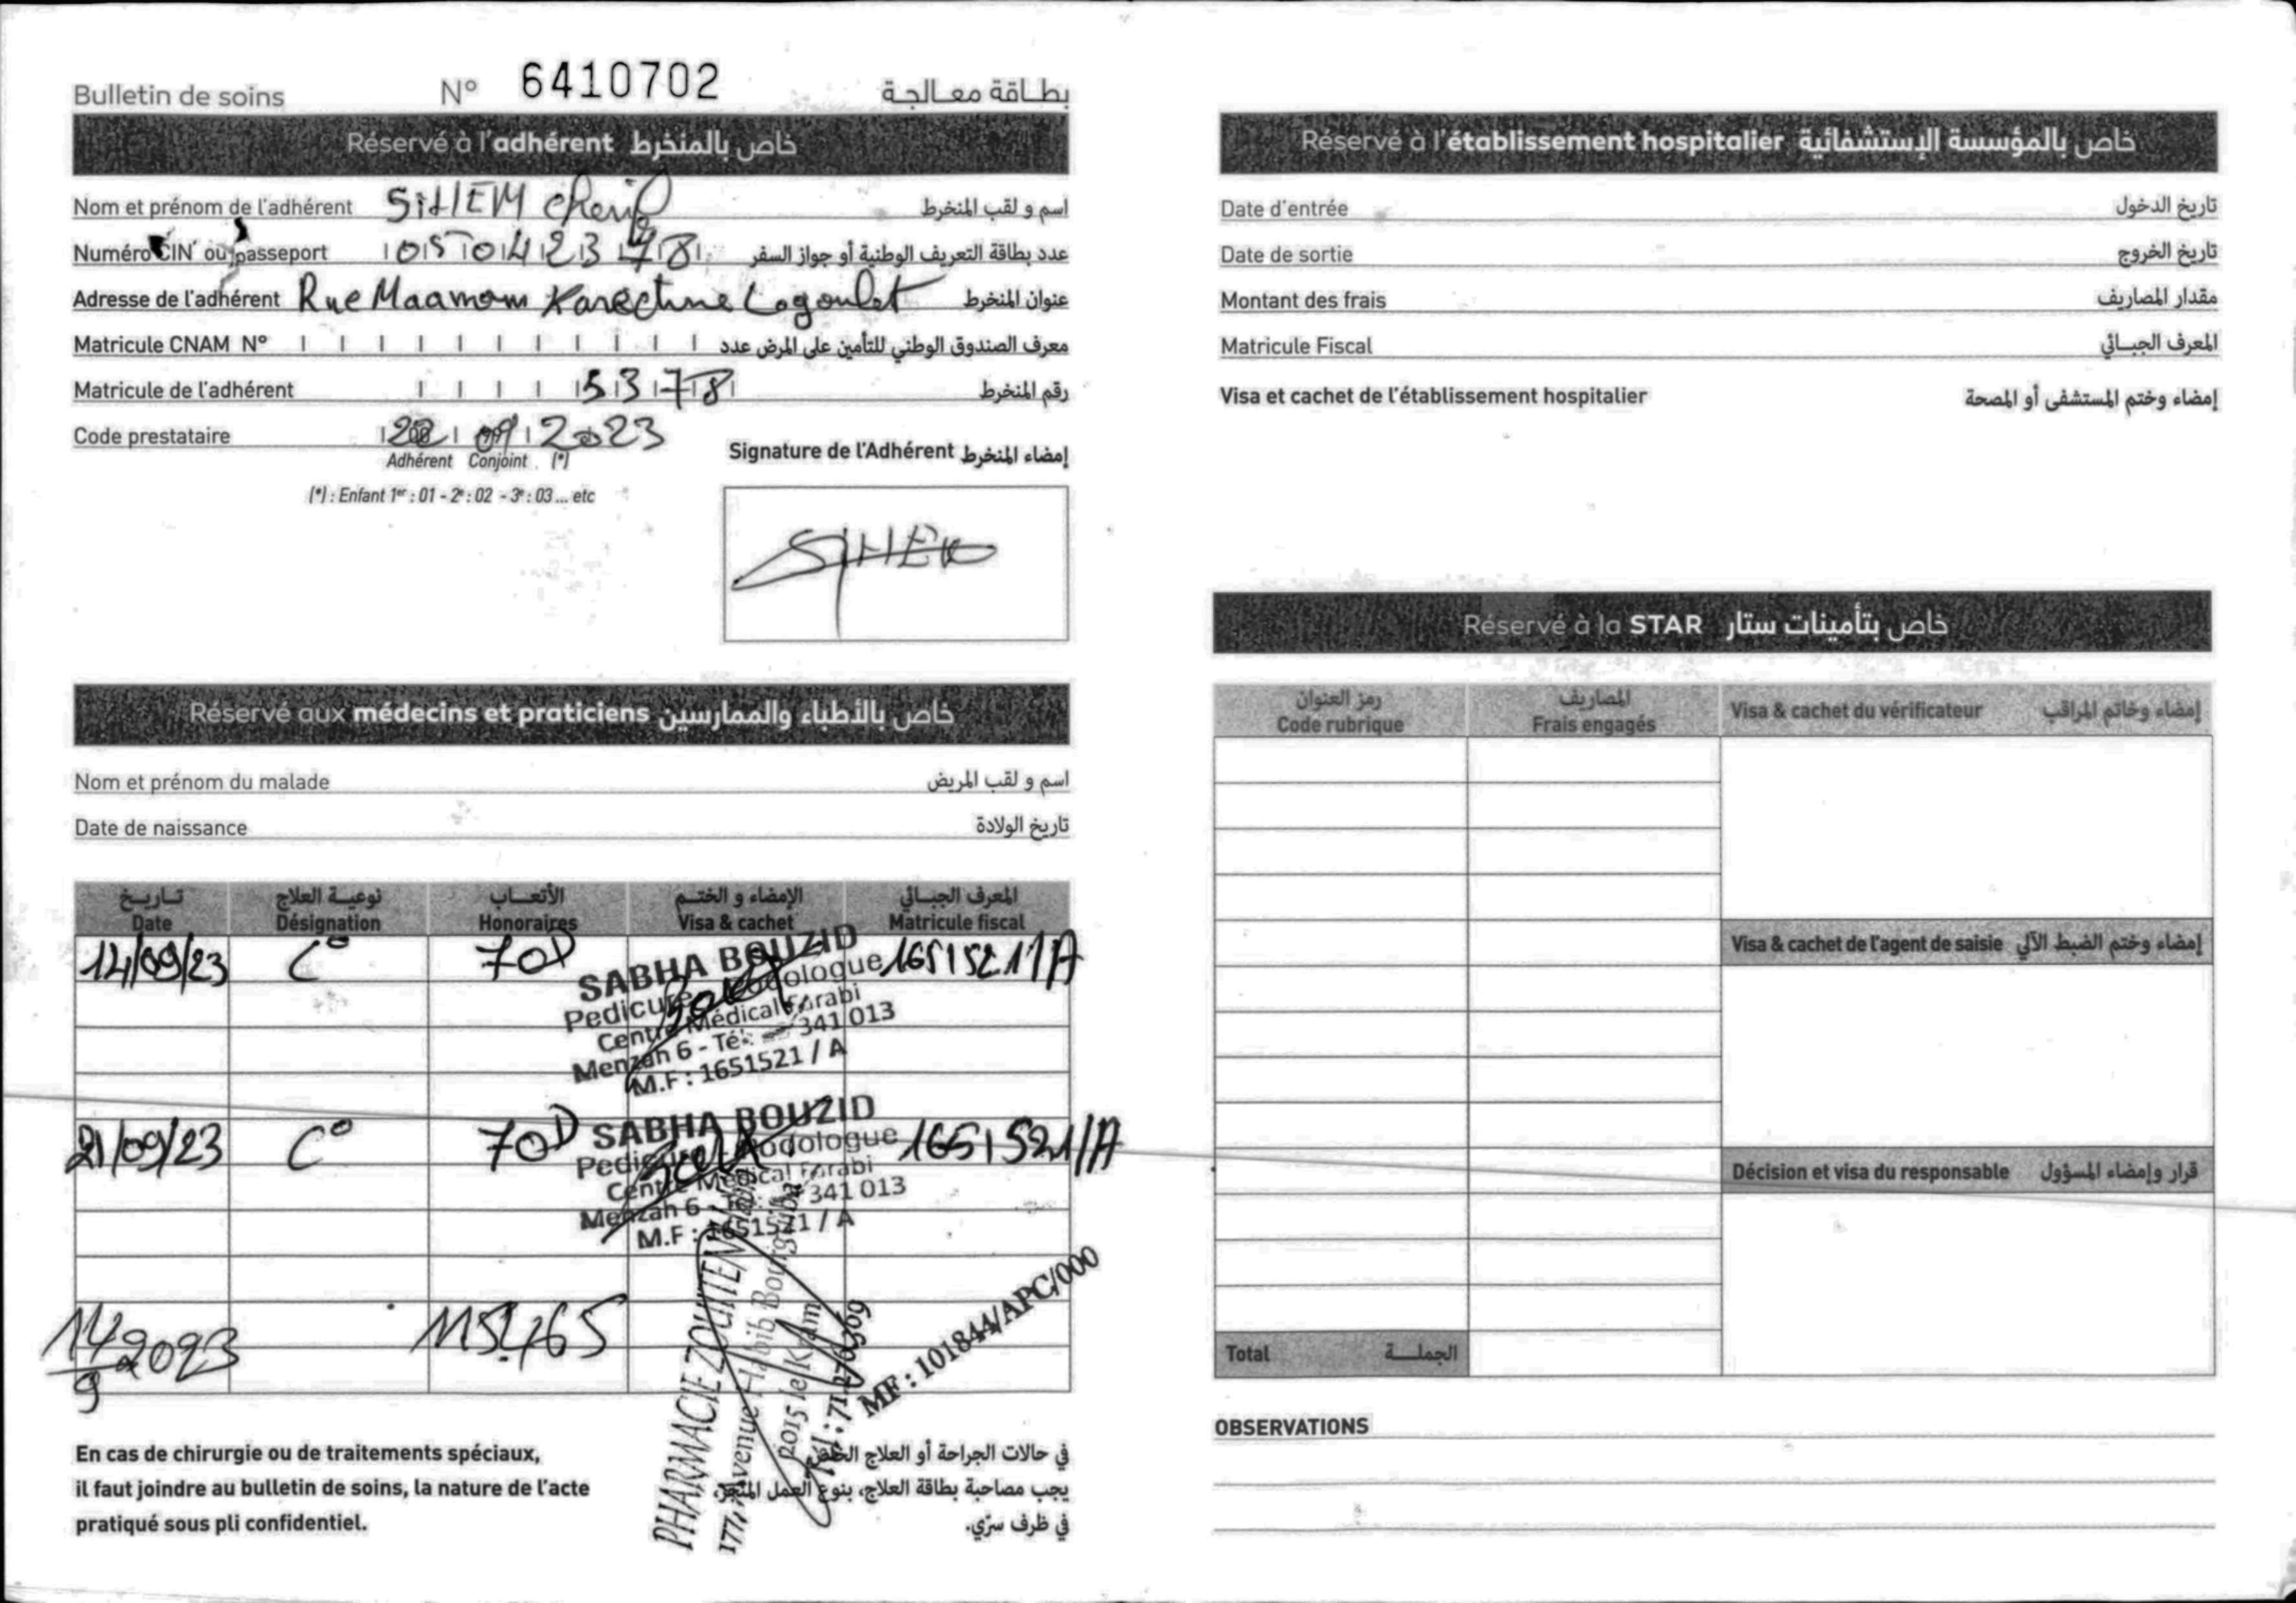 Bulletin de soins N° 6410702 بطاقة معالجة
Réservé à l'adhérent خاص بالمنخرط
Nom et prénom de l'adhérent SiHEM cherif اسم و لقب المنخرط
Numéro CIN ou passeport عدد بطاقة التعريف الوطنية أو جواز السفر
Adresse de l'adhérent Rue Maamoun عنوان المنخرط
Matricule CNAM N° معرف الصندوق الوطني للتأمين على المرض عدد
Matricule de l'adhérent 5378 رقم المنخرط
Code prestataire 22 09 2023
Adhérent Conjoint (*)
(*) : Enfant 1er : 01 - 2e : 02 - 3e : 03 ... etc
Signature de l'Adhérent إمضاء المنخرط
SIHEM
Réservé aux médecins et praticiens خاص بالأطباء والممارسين
Nom et prénom du malade اسم و لقب المريض
Date de naissance تاريخ الولادة
تاريخ نوعية العلاج الأتعاب الإمضاء و الختم المعرف الجبائي
Date Désignation Honoraires Visa & cachet Matricule fiscal
14/09/23 C° 70D 1651521/A
SABHA BOUZID
Pedicure Podologue
Centre Médical Farabi
Menzah 6 - Tél: 341 013
M.F : 1651521 / A
21/09/23 C° 70D 1651521/A
SABHA BOUZID
Pedicure Podologue
Centre Médical Farabi
Menzah 6 - 341 013
M.F : 1651521 / A
14/9 2023 115.465
PHARMACIE ZOUITEN
177, Avenue Habib Bourguiba
2015 le Kram
Tél : 71 276309
MF : 101844/APC/000
En cas de chirurgie ou de traitements spéciaux,
il faut joindre au bulletin de soins, la nature de l'acte
pratiqué sous pli confidentiel.
في حالات الجراحة أو العلاج الخاص
يجب مصاحبة بطاقة العلاج، بنوع العمل المنجز،
في ظرف سرّي.
Réservé à l'établissement hospitalier خاص بالمؤسسة الإستشفائية
Date d'entrée تاريخ الدخول
Date de sortie تاريخ الخروج
Montant des frais مقدار المصاريف
Matricule Fiscal المعرف الجبائي
Visa et cachet de l'établissement hospitalier إمضاء وختم المستشفى أو المصحة
Réservé à la STAR خاص بتأمينات ستار
رمز العنوان المصاريف
Code rubrique Frais engagés Visa & cachet du vérificateur إمضاء وخاتم المراقب
Visa & cachet de l'agent de saisie إمضاء وختم الضبط الآلي
Décision et visa du responsable قرار وإمضاء المسؤول
Total الجملة
OBSERVATIONS